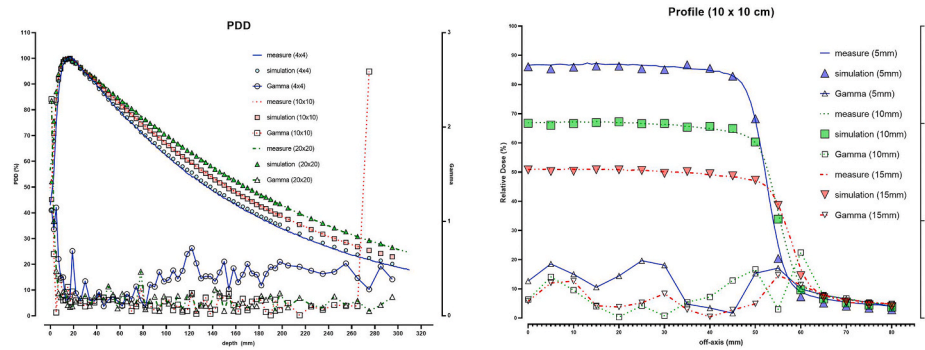 PDD
110
100
90
80
70
60
50
40
30
20
10
0
PDD (%)
0 20 40 60 80 100 120 140 160 180 200 220 240 260 280 300 320
depth (mm)
3
2
1
0
Gamma
measure (4x4)
simulation (4x4)
Gamma (4x4)
measure (10x10)
simulation (10x10)
Gamma (10x10)
measure (20x20)
simulation (20x20)
Gamma (20x20)
Profile (10 x 10 cm)
100
90
80
70
60
50
40
30
20
10
0
Relative Dose (%)
0 10 20 30 40 50 60 70 80
off-axis (mm)
measure (5mm)
simulation (5mm)
Gamma (5mm)
measure (10mm)
simulation (10mm)
Gamma (10mm)
measure (15mm)
simulation (15mm)
Gamma (15mm)